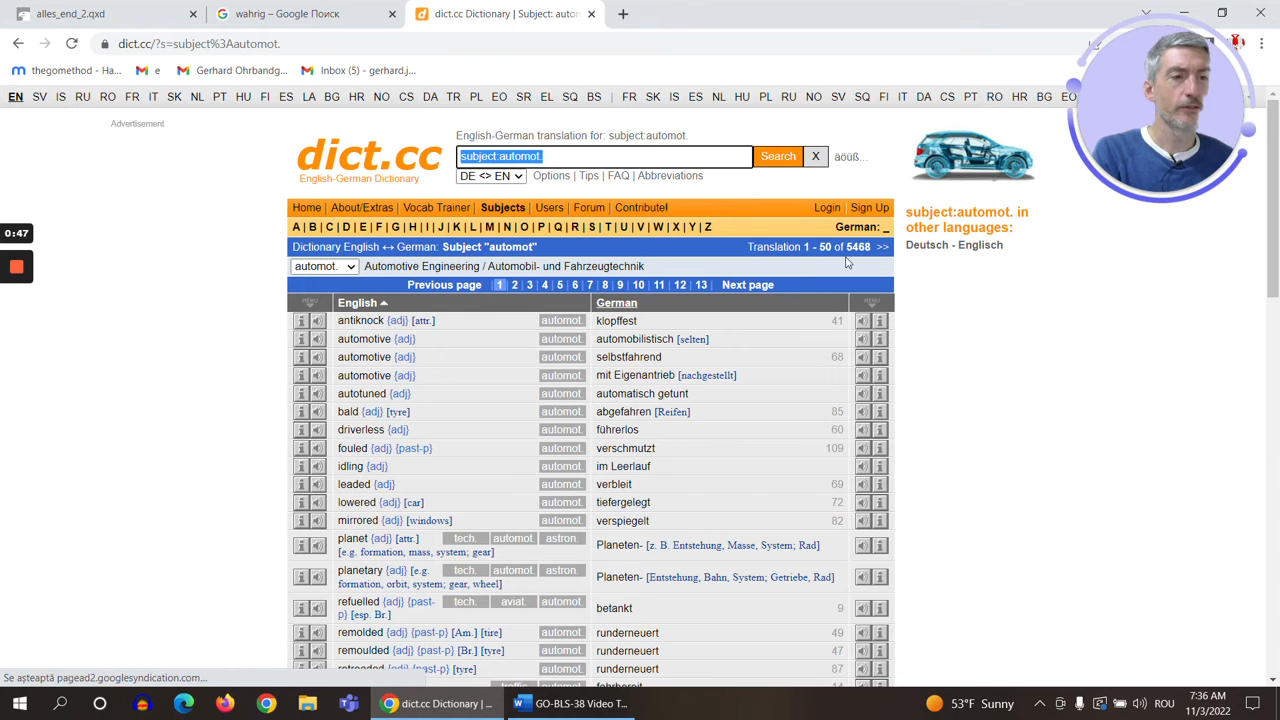 alles_end_2.qxd
wahrig – Google Поиск
dict.cc Dictionary | Subject: autom
dict.cc/?s=subject%3Aautomot.
thegomethod - Ha...
e
Gerhard Ohrbandg...
Inbox (5) - gerhard.j...
EN SV IS RU RO FR IT SK NL PT HU FI ES LA BG HR NO CS DA TR PL EO SR EL SQ BS | FR SK IS ES NL HU PL RU NO SV SQ FI IT DA CS PT RO HR BG
Advertisement
English-German translation for: subject:automot.
dict.cc
English-German Dictionary
subject:automot. Search X äöüß...
DE <> EN Options | Tips | FAQ | Abbreviations
Home | About/Extras | Vocab Trainer | Subjects | Users | Forum | Contribute! Login | Sign Up
A | B | C | D | E | F | G | H | I | J | K | L | M | N | O | P | Q | R | S | T | U | V | W | X | Y | Z German: _
Dictionary English ↔ German: Subject "automot" Translation 1 - 50 of 5468 >>
automot. Automotive Engineering / Automobil- und Fahrzeugtechnik
Previous page | 1 2 3 4 5 6 7 8 9 10 11 12 13 Next page
MENU English German MENU
antiknock {adj} [attr.] automot. klopffest 41
automotive {adj} automot. automobilistisch [selten]
automotive {adj} automot. selbstfahrend 68
automotive {adj} automot. mit Eigenantrieb [nachgestellt]
autotuned {adj} automot. automatisch getunt
bald {adj} [tyre] automot. abgefahren [Reifen] 85
driverless {adj} automot. führerlos 60
fouled {adj} {past-p} automot. verschmutzt 109
idling {adj} automot. im Leerlauf
leaded {adj} automot. verbleit 69
lowered {adj} [car] automot. tiefergelegt 72
mirrored {adj} [windows] automot. verspiegelt 82
planet {adj} [attr.] tech. automot. astron.
[e.g. formation, mass, system; gear] Planeten- [z. B. Entstehung, Masse, System; Rad]
planetary {adj} [e.g. tech. automot. astron.
formation, orbit, system; gear, wheel] Planeten- [Entstehung, Bahn, System; Getriebe, Rad]
refuelled {adj} {past- tech. aviat. automot.
p} [esp. Br.] betankt 9
remolded {adj} {past-p} [Am.] [tire] automot. runderneuert 49
remoulded {adj} {past-p} [Br.] [tyre] automot. runderneuert 47
retreaded {adj} {past-p} [tyre] automot. runderneuert 87
subject:automot. in
other languages:
Deutsch - Englisch
0:47
Se așteaptă pagead2.googlesyndication.com...
dict.cc Dictionary | ...
GO-BLS-38 Video T...
53°F Sunny
ROU
7:36 AM
11/3/2022